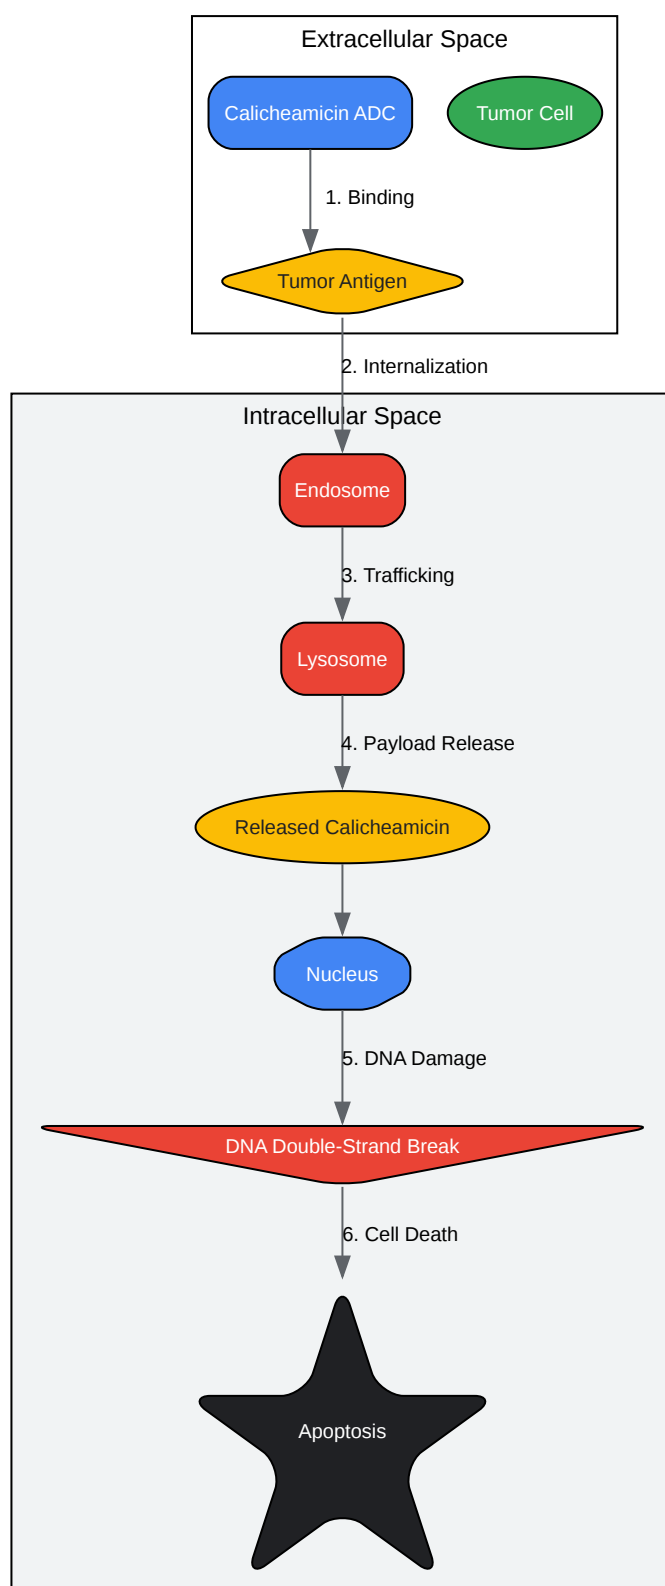 Extracellular Space
Calicheamicin ADC
Tumor Cell
1. Binding
Tumor Antigen
2. Internalization
Intracellular Space
Endosome
3. Trafficking
Lysosome
4. Payload Release
Released Calicheamicin
Nucleus
5. DNA Damage
DNA Double-Strand Break
6. Cell Death
Apoptosis